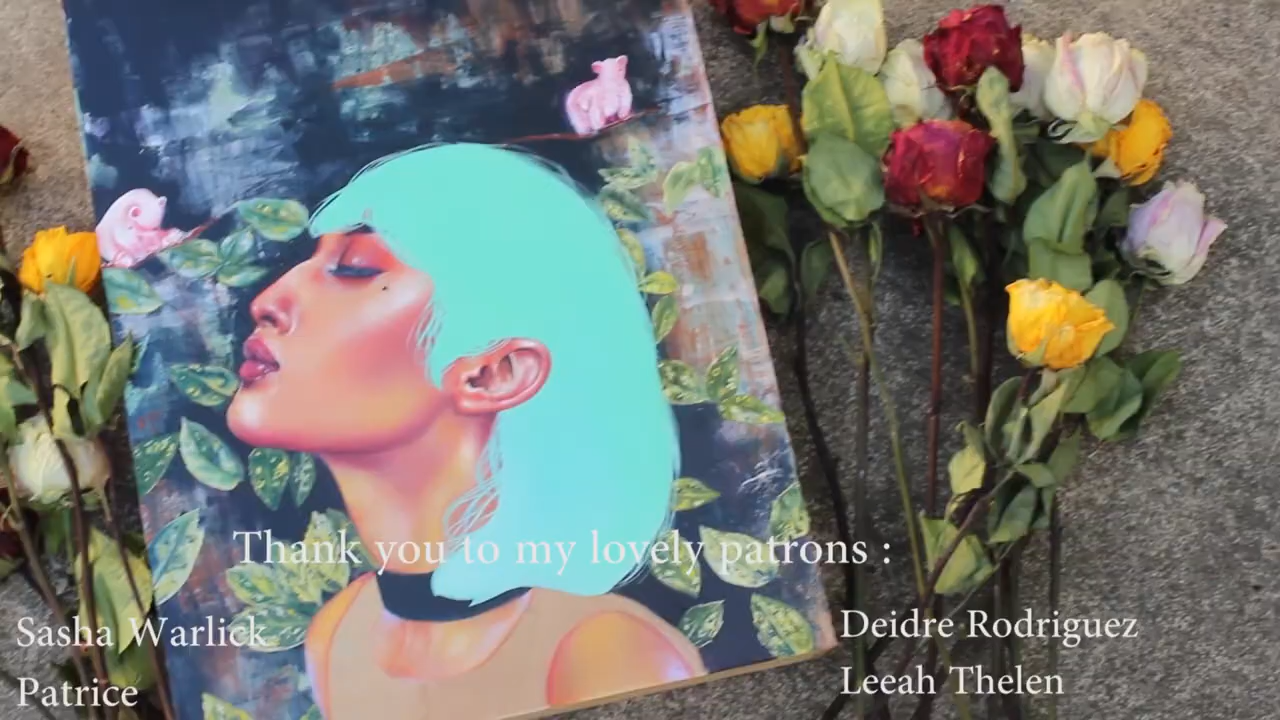 Thank you to my lovely patrons :
Sasha Warlick
Patrice
Deidre Rodriguez
Leeah Thelen